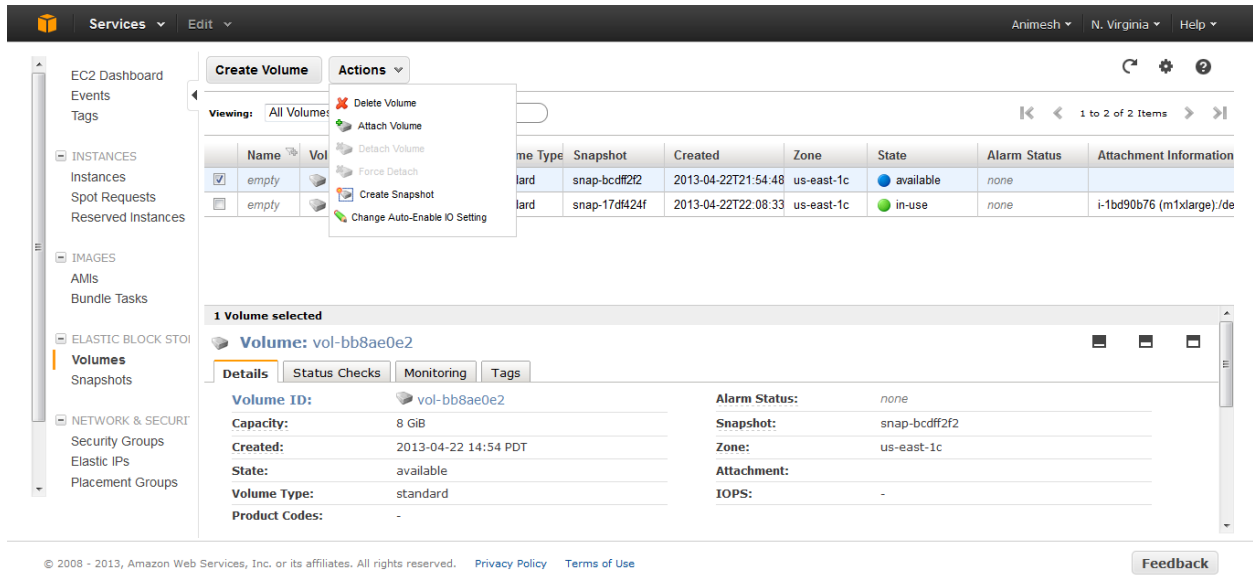 Services Edit Animesh N. Virginia Help
EC2 Dashboard
Events
Tags
INSTANCES
Instances
Spot Requests
Reserved Instances
IMAGES
AMIs
Bundle Tasks
ELASTIC BLOCK STO
Volumes
Snapshots
NETWORK & SECURIT
Security Groups
Elastic IPs
Placement Groups
Create Volume Actions
Viewing: All Volumes 1 to 2 of 2 Items
Delete Volume
Attach Volume
Detach Volume
Force Detach
Create Snapshot
Change Auto-Enable IO Setting
Name Vol me Type Snapshot Created Zone State Alarm Status Attachment Information
empty dard snap-bcdff2f2 2013-04-22T21:54:48 us-east-1c available none
empty dard snap-17df424f 2013-04-22T22:08:33 us-east-1c in-use none i-1bd90b76 (m1xlarge):/de
1 Volume selected
Volume: vol-bb8ae0e2
Details Status Checks Monitoring Tags
Volume ID: vol-bb8ae0e2 Alarm Status: none
Capacity: 8 GiB Snapshot: snap-bcdff2f2
Created: 2013-04-22 14:54 PDT Zone: us-east-1c
State: available Attachment:
Volume Type: standard IOPS: -
Product Codes: -
© 2008 - 2013, Amazon Web Services, Inc. or its affiliates. All rights reserved. Privacy Policy Terms of Use Feedback